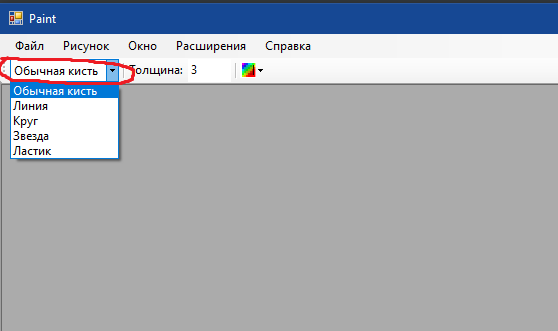 Paint
Файл Рисунок Окно Расширения Справка
Обычная кисть Толщина: 3
Обычная кисть
Линия
Круг
Звезда
Ластик